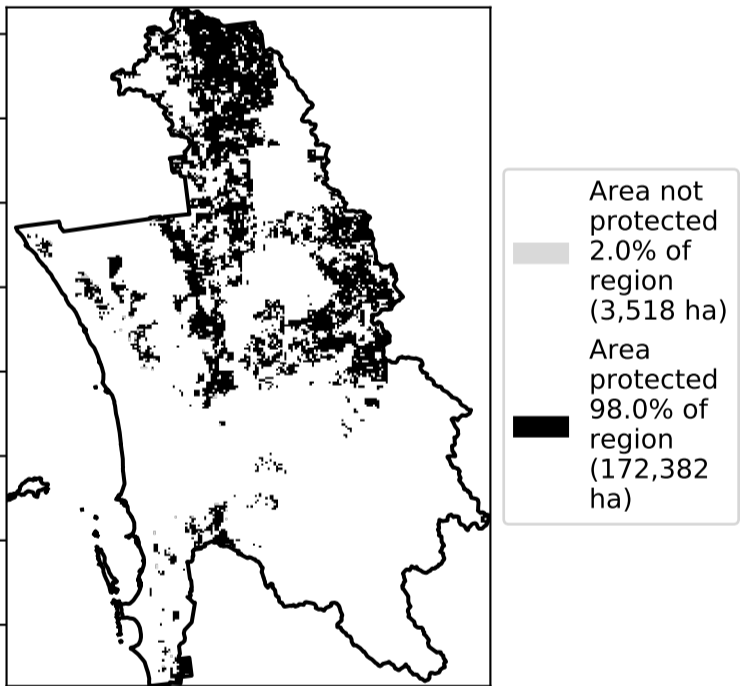 Area not
protected
2.0% of
region
(3,518 ha)
Area
protected
98.0% of
region
(172,382
ha)